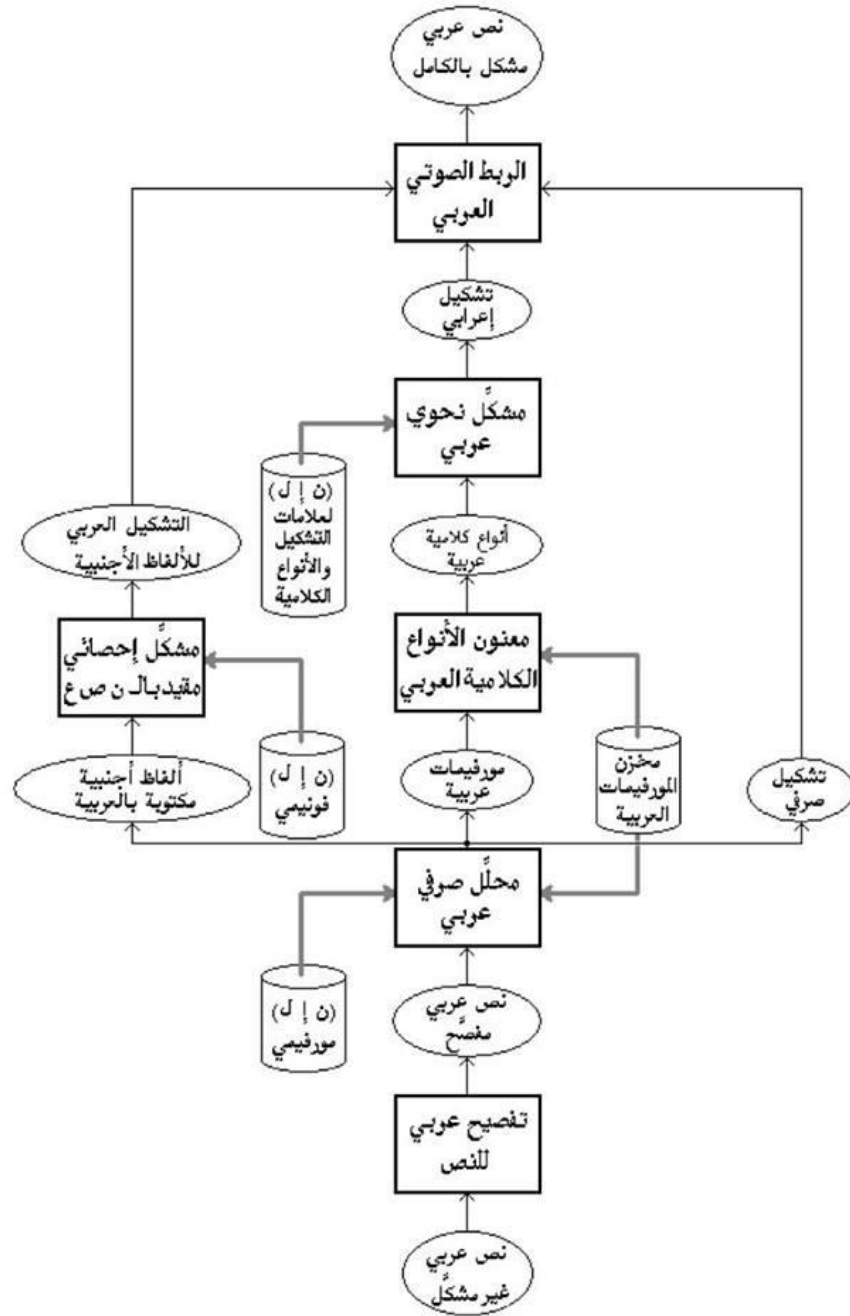 نص عربي
مشكل بالكامل
الربط الصوتي
العربي
تشكيل
إعرابي
مشكِّل نحوي
عربي
(ن إ ل)
لعلامات
التشكيل
والأنواع
الكلامية
التشكيل العربي
للألفاظ الأجنبية
أنواع كلامية
عربية
معنون الأنواع
الكلامية العربي
مشكِّل إحصائي
مقيد بالـ ن ص ع
مخزن
المورفيمات
العربية
(ن إ ل)
فونيمي
تشكيل
صرفي
مورفيمات
عربية
ألفاظ أجنبية
مكتوبة بالعربية
محلِّل صرفي
عربي
(ن إ ل)
مورفيمي
نص عربي
مفصَّح
تفصيح عربي
للنص
نص عربي
غير مشكَّل